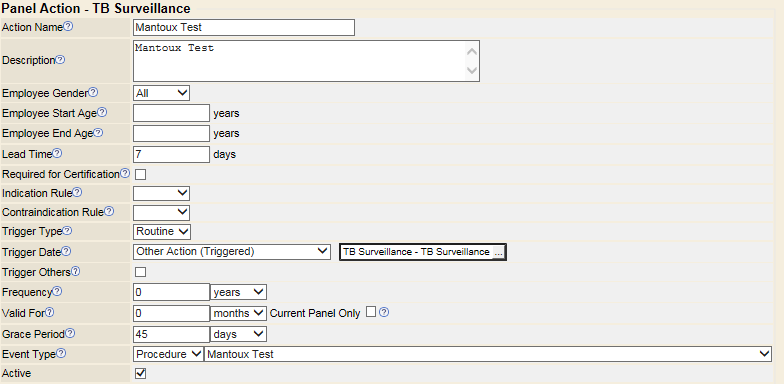 Panel Action - TB Surveillance
Action Name? Mantoux Test
Description? Mantoux Test
Employee Gender? All
Employee Start Age? years
Employee End Age? years
Lead Time? 7 days
Required for Certification?
Indication Rule?
Contraindication Rule?
Trigger Type? Routine
Trigger Date? Other Action (Triggered) TB Surveillance - TB Surveillance ...
Trigger Others?
Frequency? 0 years
Valid For? 0 months Current Panel Only ?
Grace Period? 45 days
Event Type? Procedure Mantoux Test
Active